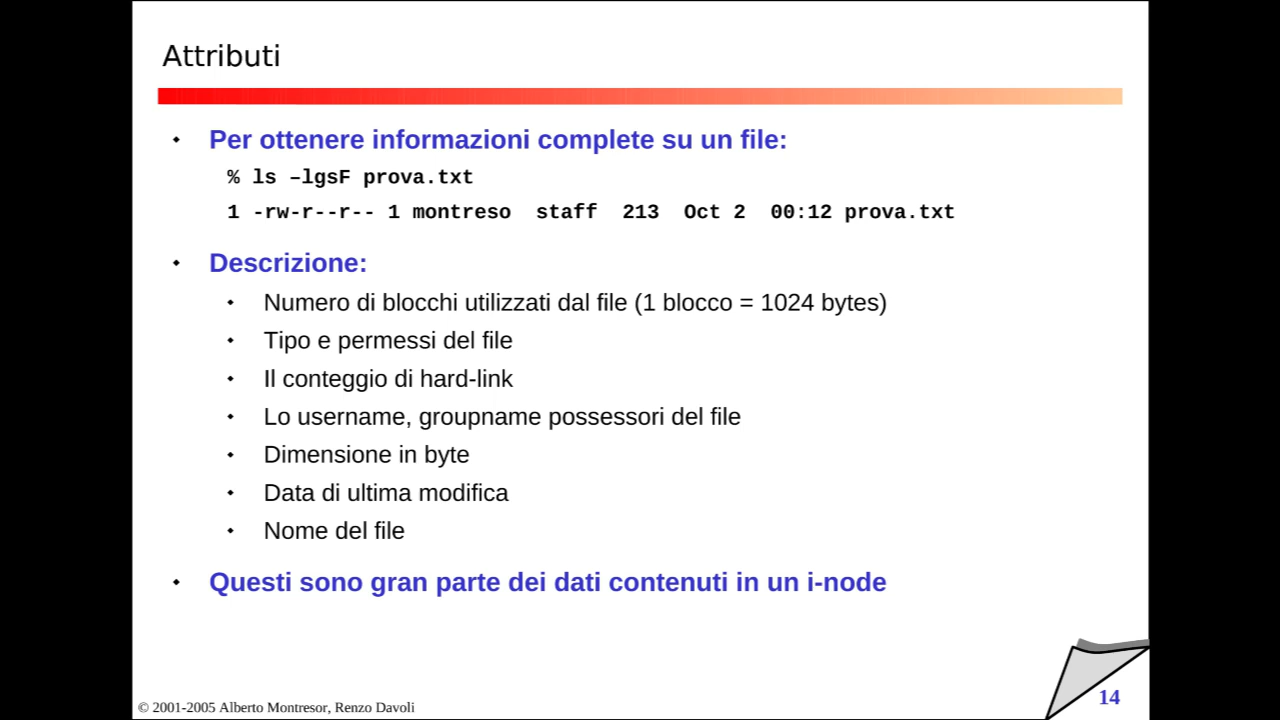 Attributi
Per ottenere informazioni complete su un file:
% ls –lgsF prova.txt
1 -rw-r--r-- 1 montreso  staff  213  Oct 2  00:12 prova.txt
Descrizione:
Numero di blocchi utilizzati dal file (1 blocco = 1024 bytes)
Tipo e permessi del file
Il conteggio di hard-link
Lo username, groupname possessori del file
Dimensione in byte
Data di ultima modifica
Nome del file
Questi sono gran parte dei dati contenuti in un i-node
© 2001-2005 Alberto Montresor, Renzo Davoli
14